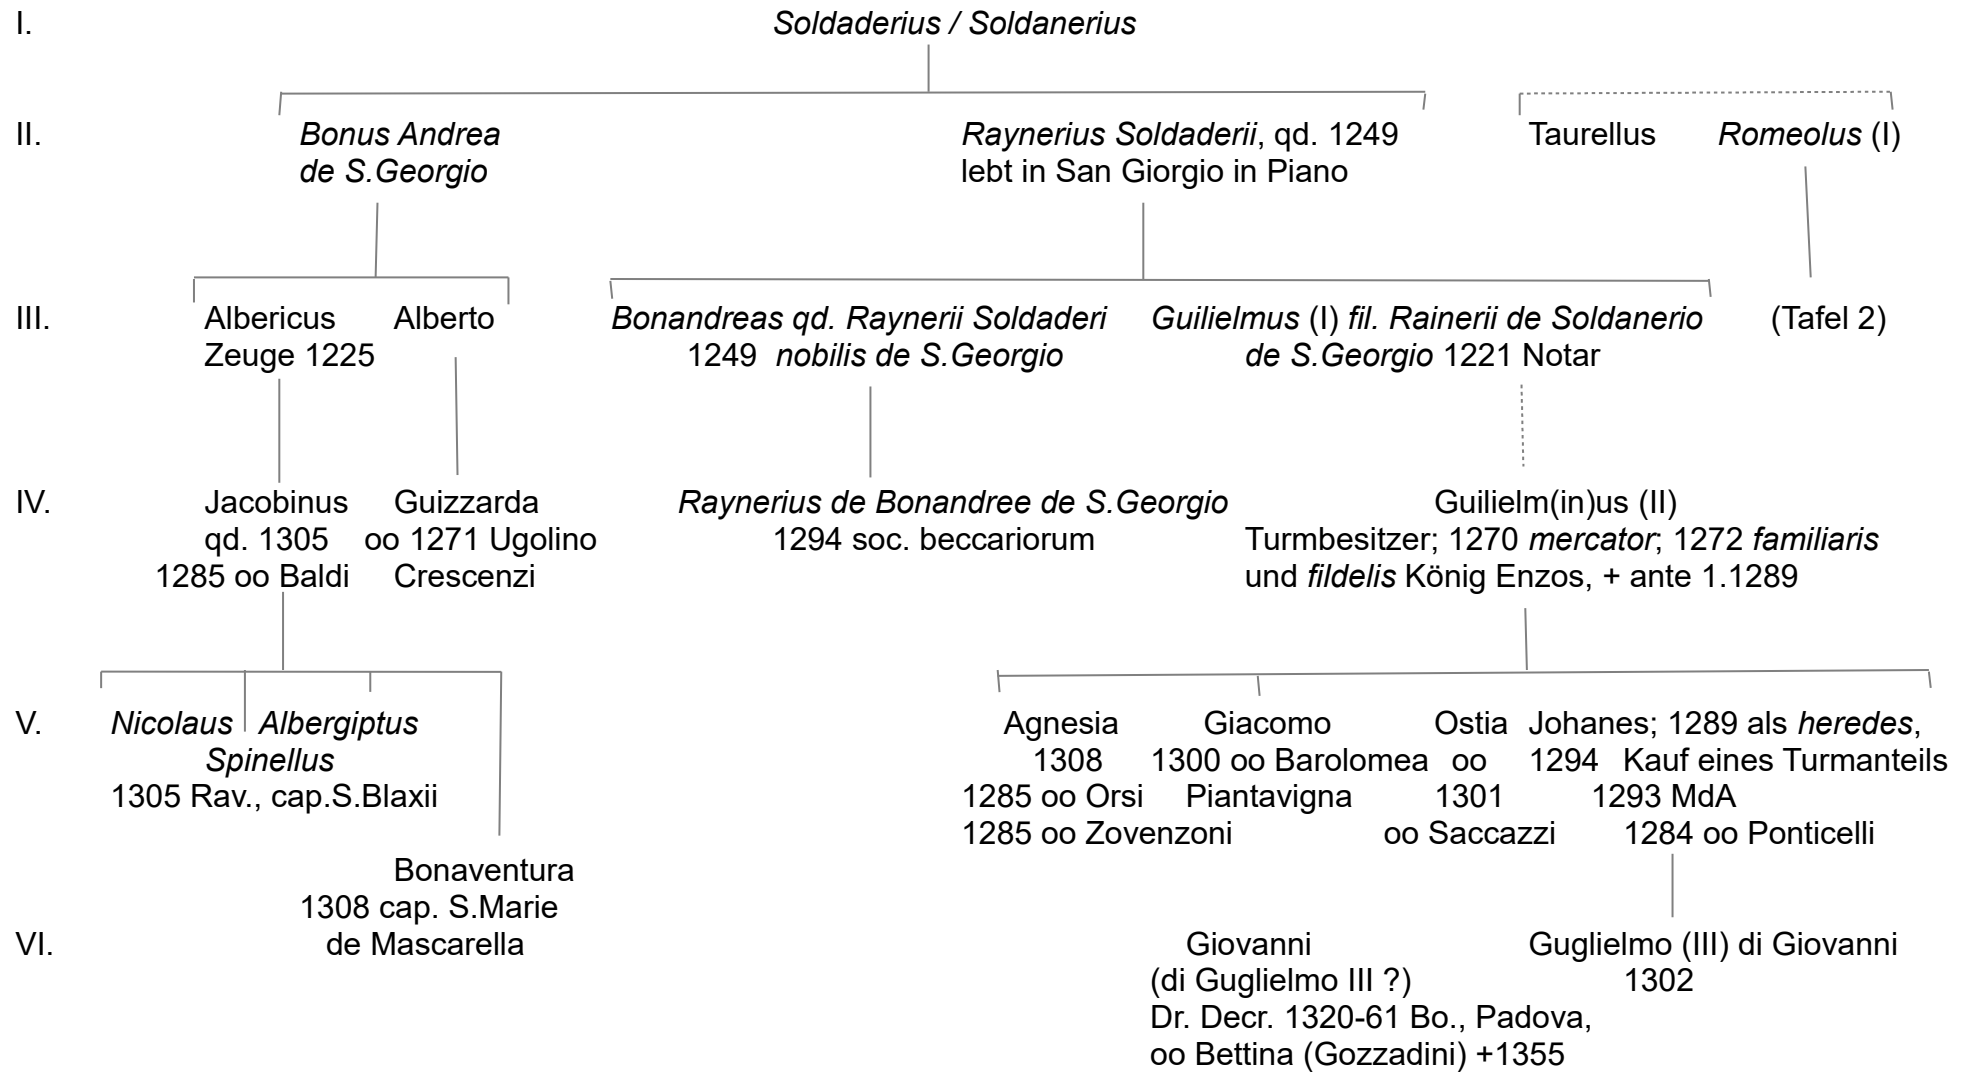 I. Soldaderius / Soldanerius
II. Bonus Andrea Raynerius Soldaderii, qd. 1249 Taurellus Romeolus (I)
de S.Georgio lebt in San Giorgio in Piano
III. Albericus Alberto Bonandreas qd. Raynerii Soldaderi Guilielmus (I) fil. Rainerii de Soldanerio (Tafel 2)
Zeuge 1225 1249 nobilis de S.Georgio de S.Georgio 1221 Notar
IV. Jacobinus Guizzarda Raynerius de Bonandree de S.Georgio Guilielm(in)us (II)
qd. 1305 oo 1271 Ugolino 1294 soc. beccariorum Turmbesitzer; 1270 mercator; 1272 familiaris
1285 oo Baldi Crescenzi und fildelis König Enzos, + ante 1.1289
V. Nicolaus Albergiptus Agnesia Giacomo Ostia Johanes; 1289 als heredes,
Spinellus 1308 1300 oo Barolomea oo 1294 Kauf eines Turmanteils
1305 Rav., cap.S.Blaxii 1285 oo Orsi Piantavigna 1301 1293 MdA
1285 oo Zovenzoni oo Saccazzi 1284 oo Ponticelli
Bonaventura
1308 cap. S.Marie
VI. de Mascarella Giovanni Guglielmo (III) di Giovanni
(di Guglielmo III ?) 1302
Dr. Decr. 1320-61 Bo., Padova,
oo Bettina (Gozzadini) +1355